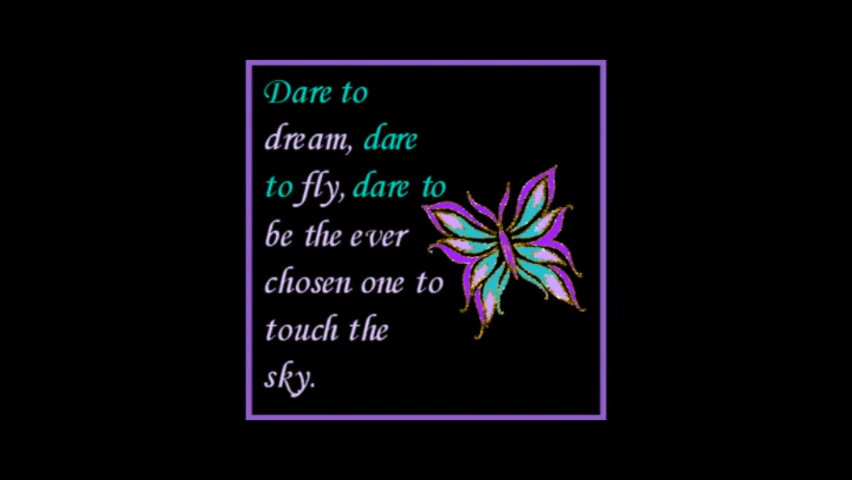 Dare to
dream, dare
to fly, dare to
be the ever
chosen one to
touch the
sky.